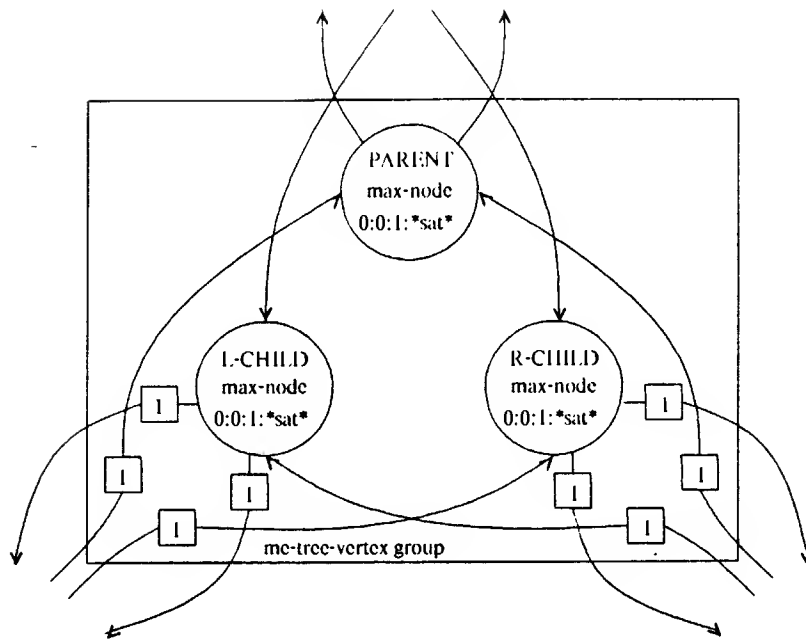 PARENT
max-node
0:0:1:*sat*
L-CHILD
max-node
0:0:1:*sat*
R-CHILD
max-node
0:0:1:*sat*
1
1
1
1
1
1
1
1
me-tree-vertex group